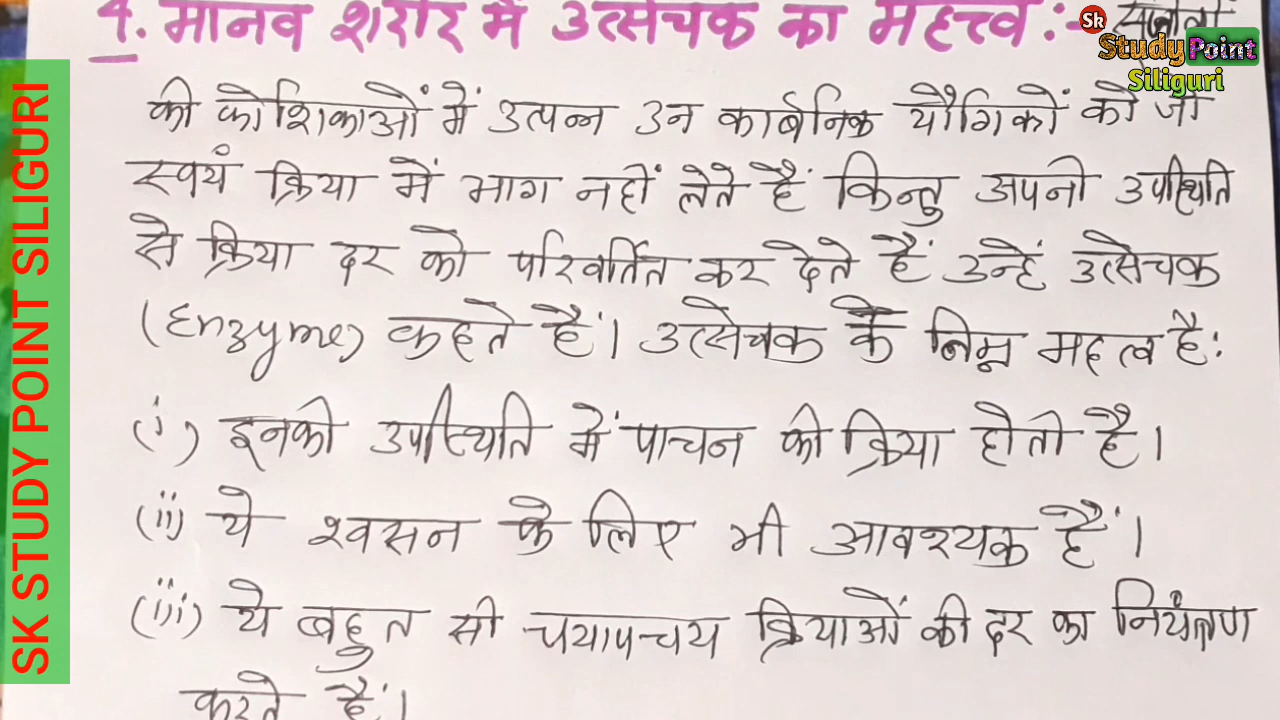 4. मानव शरीर में उत्सेचक का महत्त्व :-
Sk
Study Point
Siliguri
SK STUDY POINT SILIGURI
की कोशिकाओं में उत्पन्न उन कार्बनिक यौगिकों को जो
स्वयं क्रिया में भाग नहीं लेते हैं किन्तु अपनी उपस्थिति
से क्रिया दर को परिवर्तित कर देते हैं उन्हें उत्सेचक
(Enzyme) कहते हैं। उत्सेचक के निम्न महत्व है:
(i) इनकी उपस्थिति में पाचन की क्रिया होती है।
(ii) ये श्वसन के लिए भी आवश्यक हैं।
(iii) ये बहुत सी चयापचय क्रियाओं की दर का नियंत्रण
करते हैं।